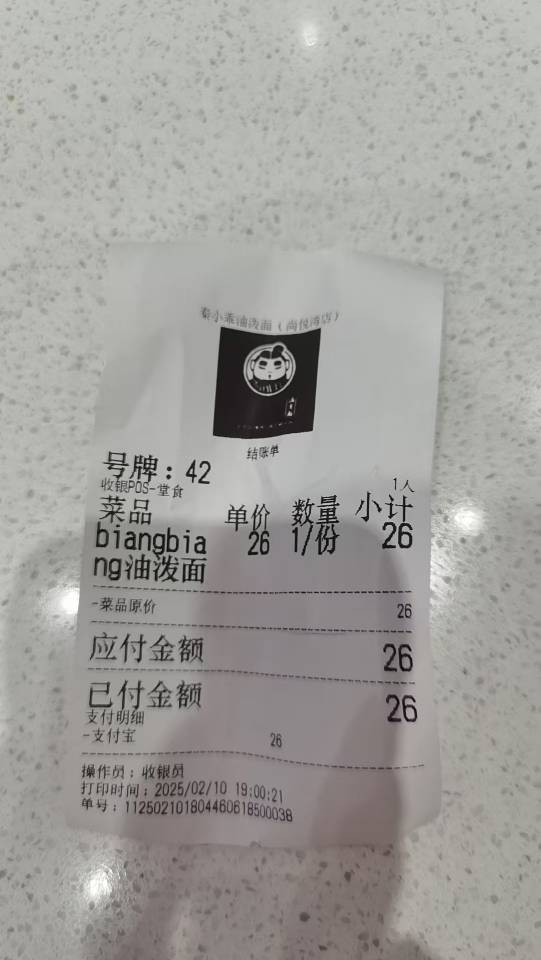 秦小乖油泼面（尚悦湾店）
结账单
号牌：42
收银POS-堂食 1人
菜品 单价 数量 小计
biangbia 26 1/份 26
ng油泼面
-菜品原价 26
应付金额 26
已付金额 26
支付明细
-支付宝 26
操作员：收银员
打印时间：2025/02/10 19:00:21
单号：112502101804460618500038